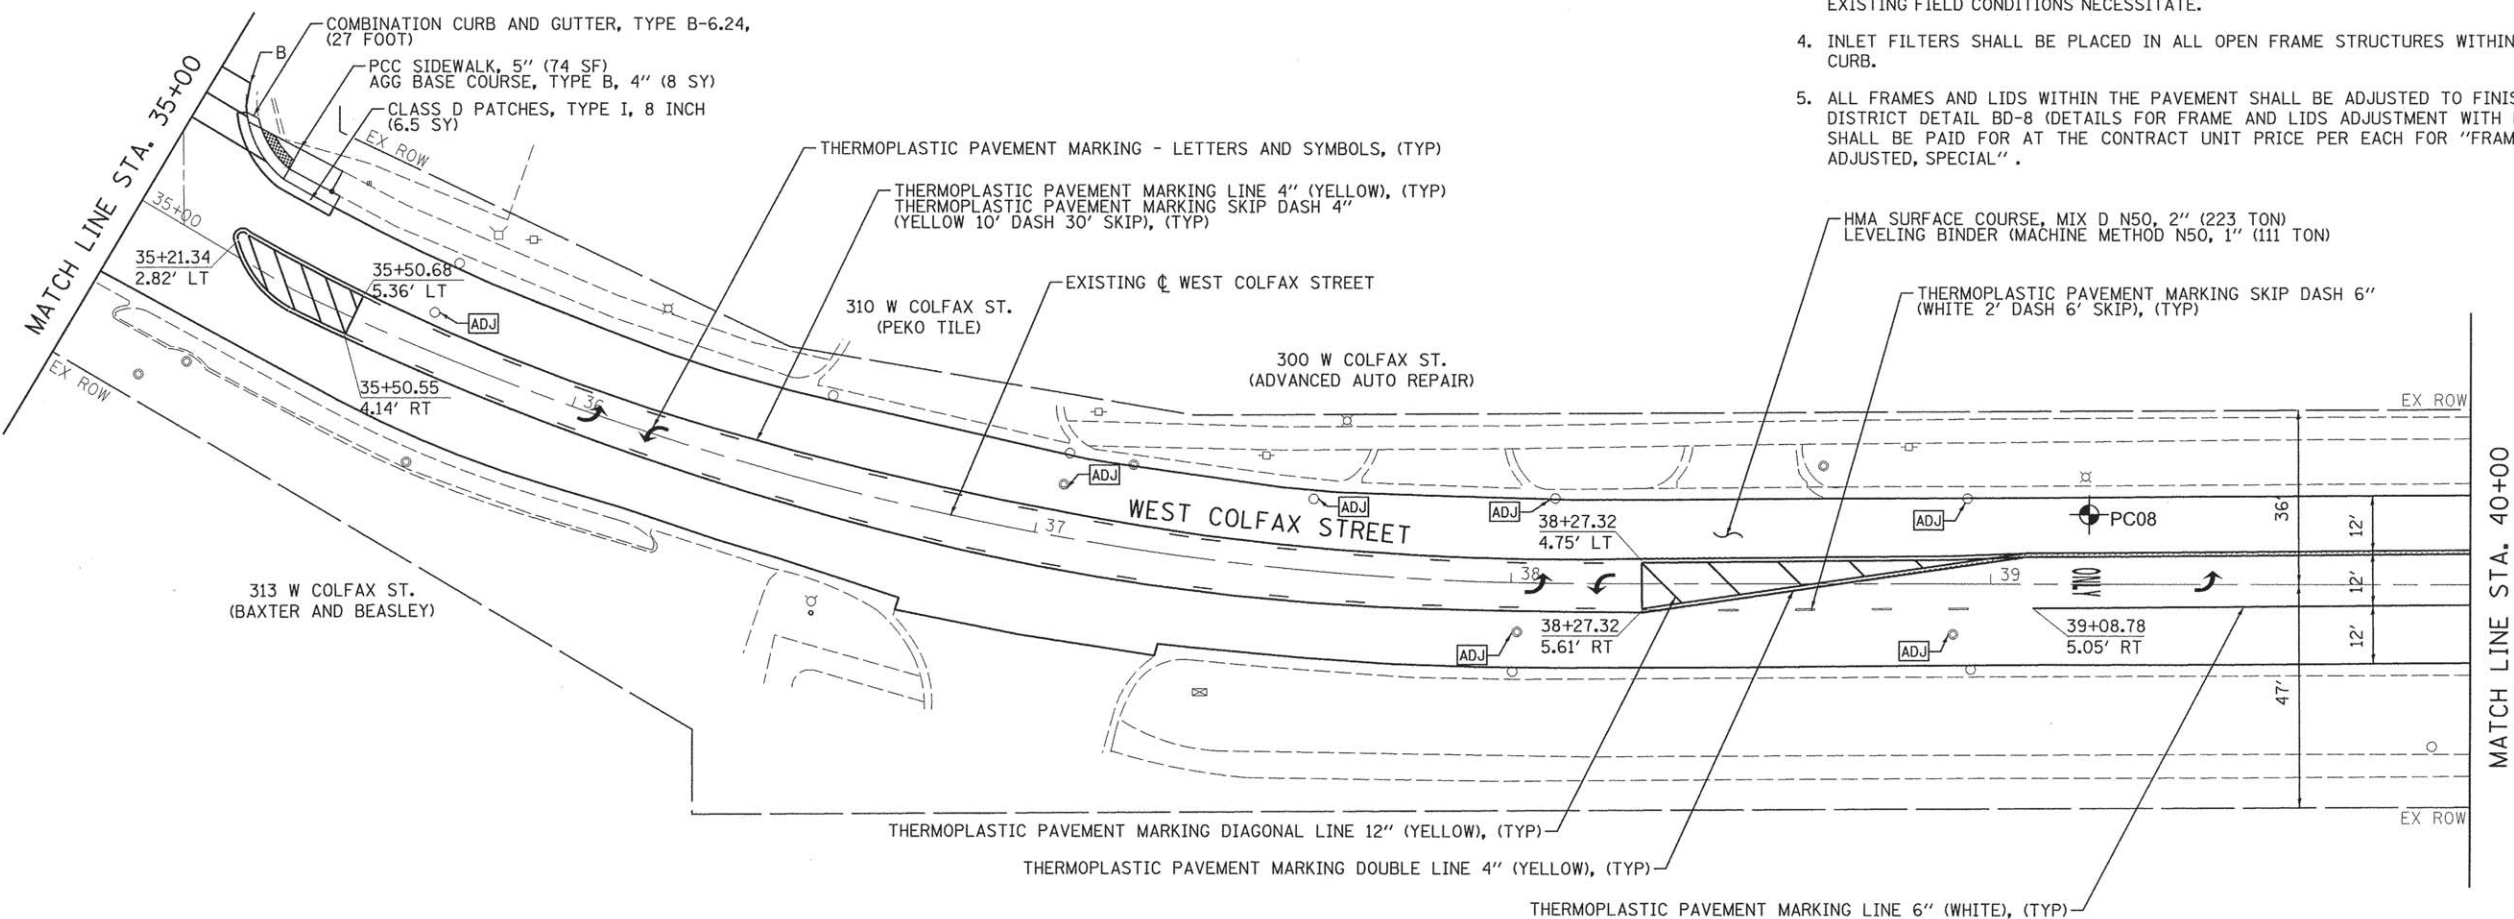 COMBINATION CURB AND GUTTER, TYPE B-6.24,
(27 FOOT)
B
PCC SIDEWALK, 5" (74 SF)
AGG BASE COURSE, TYPE B, 4" (8 SY)
CLASS D PATCHES, TYPE I, 8 INCH
(6.5 SY)
EX ROW
MATCH LINE STA. 35+00
35+00
THERMOPLASTIC PAVEMENT MARKING - LETTERS AND SYMBOLS, (TYP)
THERMOPLASTIC PAVEMENT MARKING LINE 4" (YELLOW), (TYP)
THERMOPLASTIC PAVEMENT MARKING SKIP DASH 4"
(YELLOW 10' DASH 30' SKIP), (TYP)
EXISTING FIELD CONDITIONS NECESSITATE.
4. INLET FILTERS SHALL BE PLACED IN ALL OPEN FRAME STRUCTURES WITHIN
CURB.
5. ALL FRAMES AND LIDS WITHIN THE PAVEMENT SHALL BE ADJUSTED TO FINIS
DISTRICT DETAIL BD-8 (DETAILS FOR FRAME AND LIDS ADJUSTMENT WITH
SHALL BE PAID FOR AT THE CONTRACT UNIT PRICE PER EACH FOR "FRAM
ADJUSTED, SPECIAL".
HMA SURFACE COURSE, MIX D N50, 2" (223 TON)
LEVELING BINDER (MACHINE METHOD N50, 1" (111 TON)
THERMOPLASTIC PAVEMENT MARKING SKIP DASH 6"
(WHITE 2' DASH 6' SKIP), (TYP)
35+21.34
2.82' LT
35+50.68
5.36' LT
ADJ
EXISTING ℄ WEST COLFAX STREET
310 W COLFAX ST.
(PEKO TILE)
300 W COLFAX ST.
(ADVANCED AUTO REPAIR)
EX ROW
35+50.55
4.14' RT
36
EX ROW
ADJ
37
WEST COLFAX STREET
ADJ
ADJ
38+27.32
4.75' LT
ADJ
PC08
36'
12'
12'
12'
47'
38
39
ONLY
313 W COLFAX ST.
(BAXTER AND BEASLEY)
ADJ
38+27.32
5.61' RT
ADJ
39+08.78
5.05' RT
MATCH LINE STA. 40+00
EX ROW
THERMOPLASTIC PAVEMENT MARKING DIAGONAL LINE 12" (YELLOW), (TYP)
THERMOPLASTIC PAVEMENT MARKING DOUBLE LINE 4" (YELLOW), (TYP)
THERMOPLASTIC PAVEMENT MARKING LINE 6" (WHITE), (TYP)